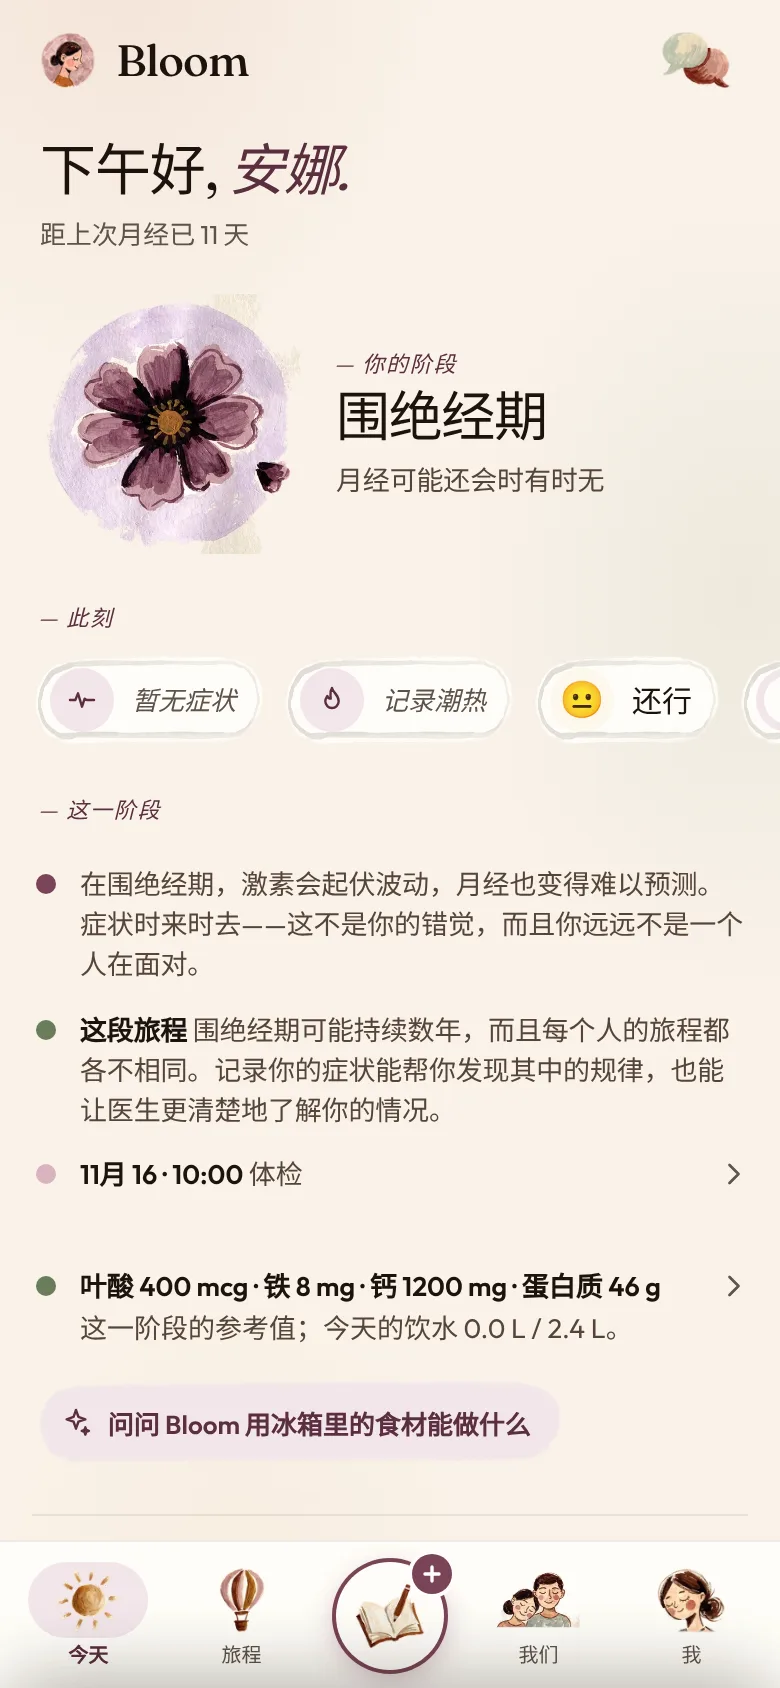 Bloom
下午好, 安娜.
距上次月经已 11 天
— 你的阶段
围绝经期
月经可能还会时有时无
— 此刻
暂无症状
记录潮热
还行
— 这一阶段
在围绝经期，激素会起伏波动，月经也变得难以预测。
症状时来时去——这不是你的错觉，而且你远远不是一个
人在面对。
这段旅程 围绝经期可能持续数年，而且每个人的旅程都
各不相同。记录你的症状能帮你发现其中的规律，也能
让医生更清楚地了解你的情况。
11月 16 · 10:00 体检
叶酸 400 mcg · 铁 8 mg · 钙 1200 mg · 蛋白质 46 g
这一阶段的参考值；今天的饮水 0.0 L / 2.4 L。
问问 Bloom 用冰箱里的食材能做什么
今天
旅程
我们
我